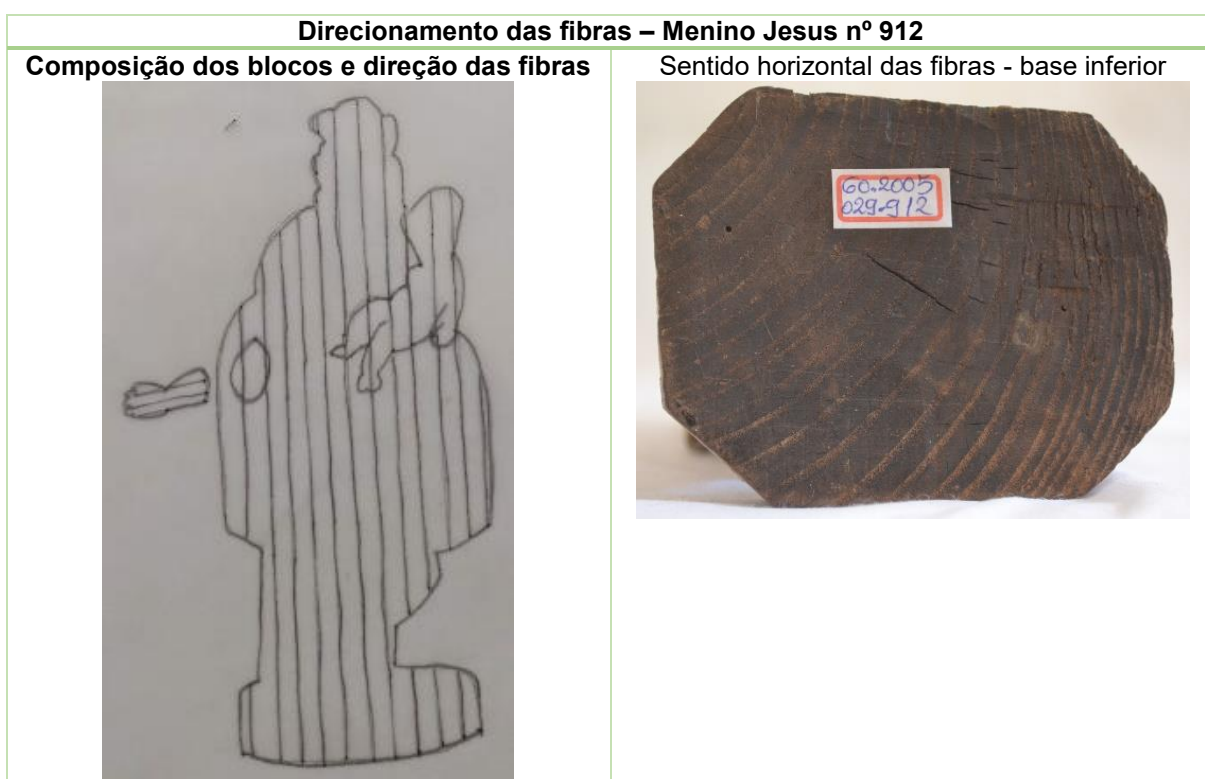 Direcionamento das fibras – Menino Jesus nº 912
Composição dos blocos e direção das fibras
Sentido horizontal das fibras - base inferior
60.2005
029-912